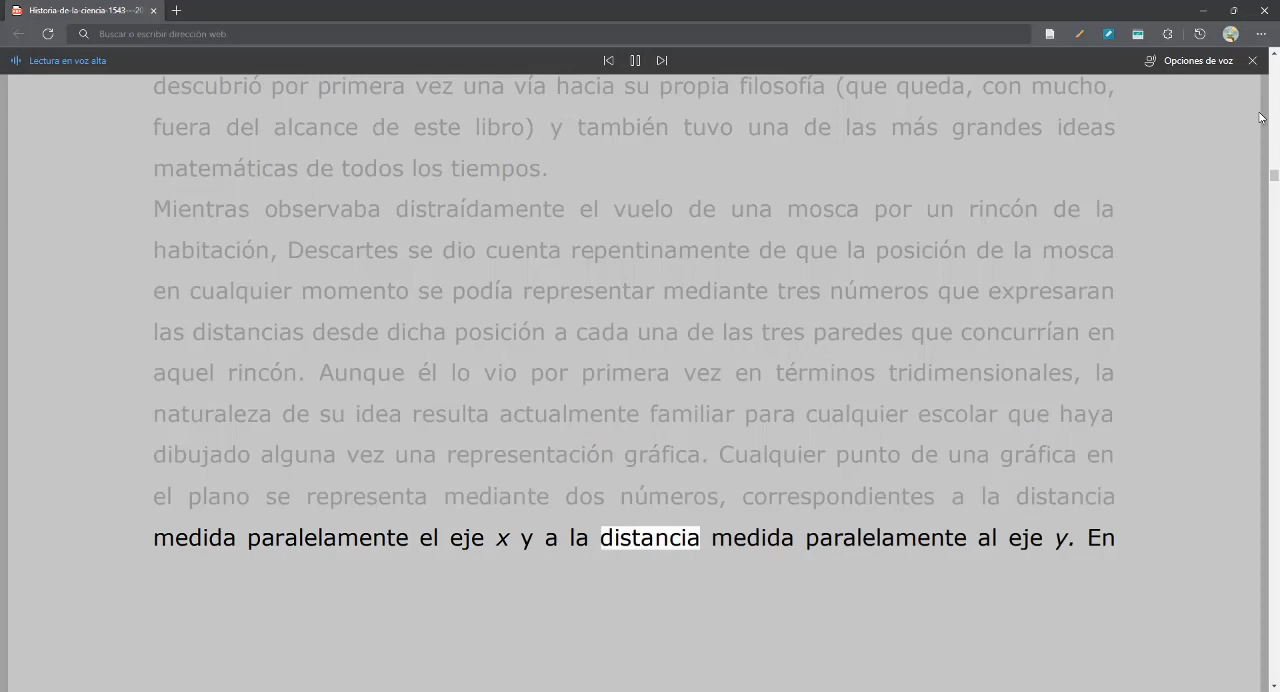 Historia-de-la-ciencia-1543---20
Buscar o escribir dirección web
Lectura en voz alta
Opciones de voz
descubrió por primera vez una vía hacia su propia filosofía (que queda, con mucho,
fuera del alcance de este libro) y también tuvo una de las más grandes ideas
matemáticas de todos los tiempos.
Mientras observaba distraídamente el vuelo de una mosca por un rincón de la
habitación, Descartes se dio cuenta repentinamente de que la posición de la mosca
en cualquier momento se podía representar mediante tres números que expresaran
las distancias desde dicha posición a cada una de las tres paredes que concurrían en
aquel rincón. Aunque él lo vio por primera vez en términos tridimensionales, la
naturaleza de su idea resulta actualmente familiar para cualquier escolar que haya
dibujado alguna vez una representación gráfica. Cualquier punto de una gráfica en
el plano se representa mediante dos números, correspondientes a la distancia
medida paralelamente el eje x y a la distancia medida paralelamente al eje y. En